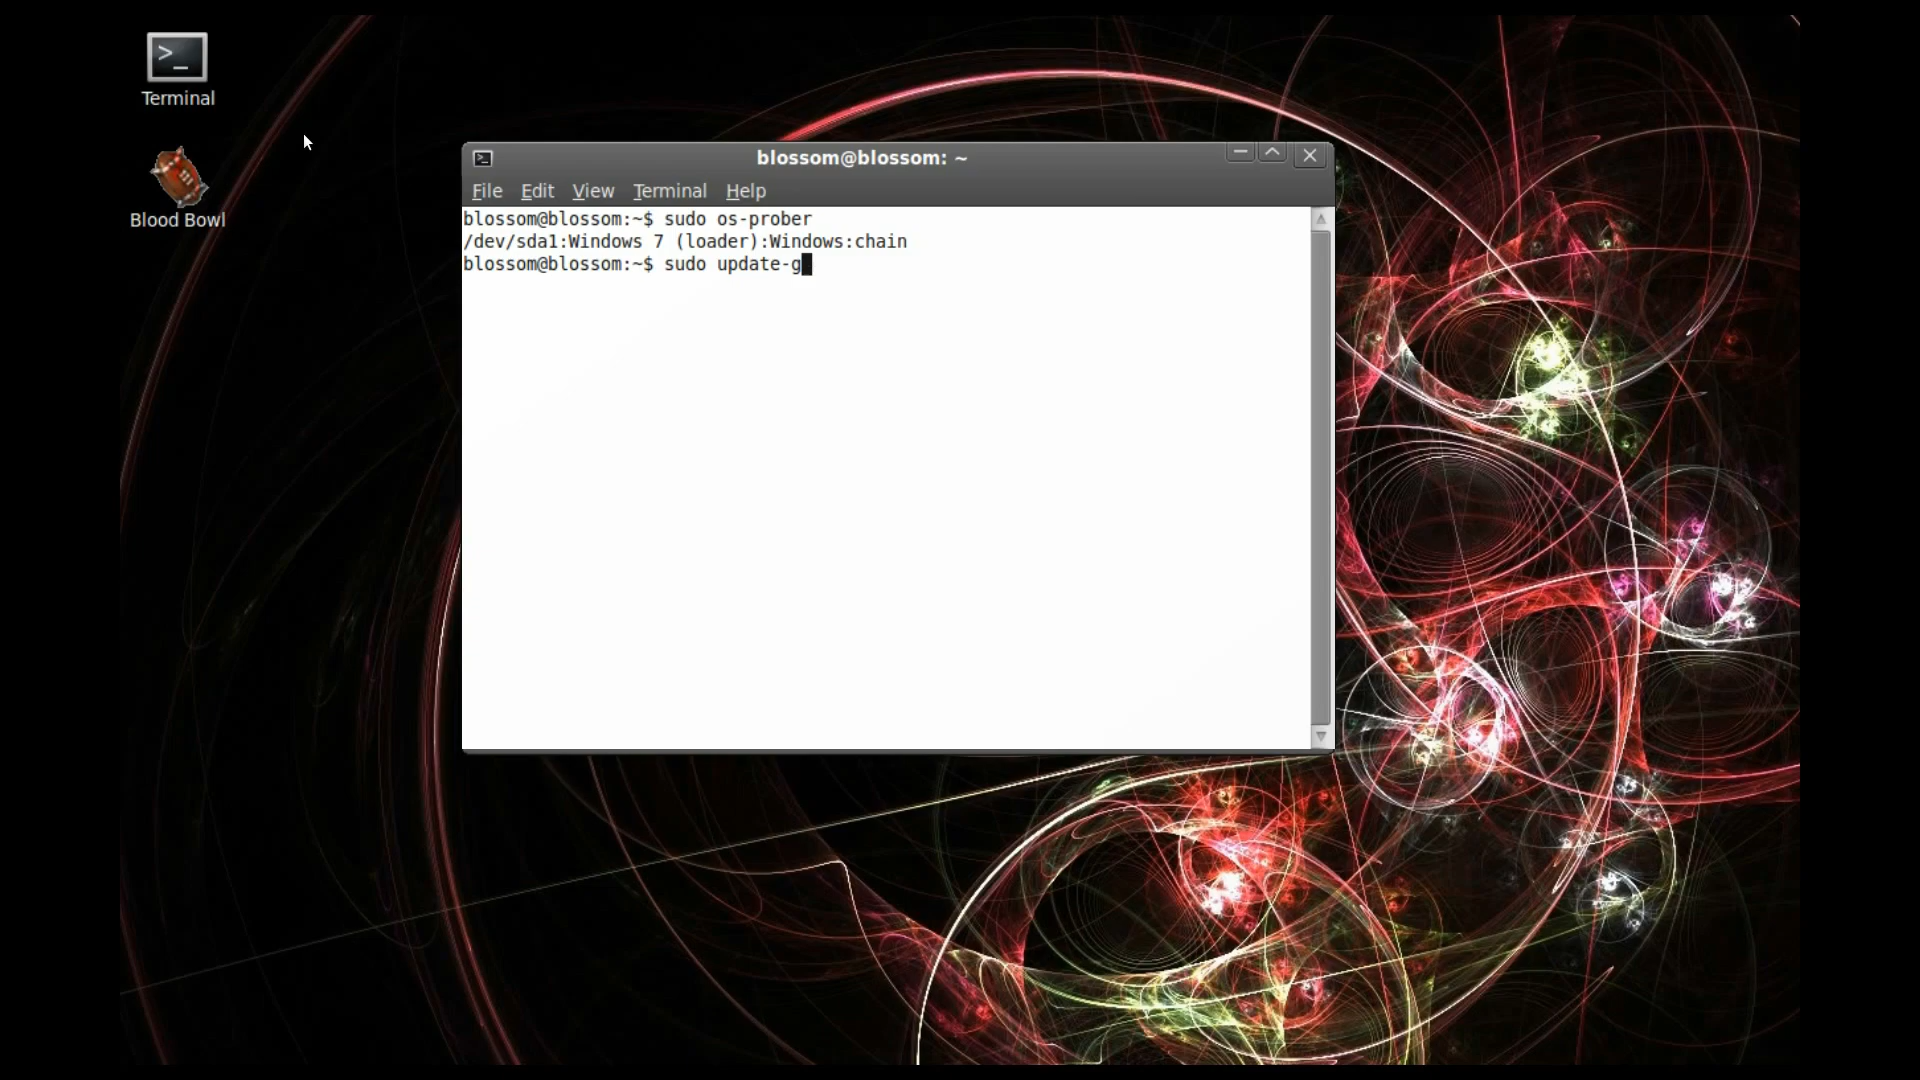 Terminal
Blood Bowl
blossom@blossom: ~
File Edit View Terminal Help
blossom@blossom:~$ sudo os-prober
/dev/sda1:Windows 7 (loader):Windows:chain
blossom@blossom:~$ sudo update-g